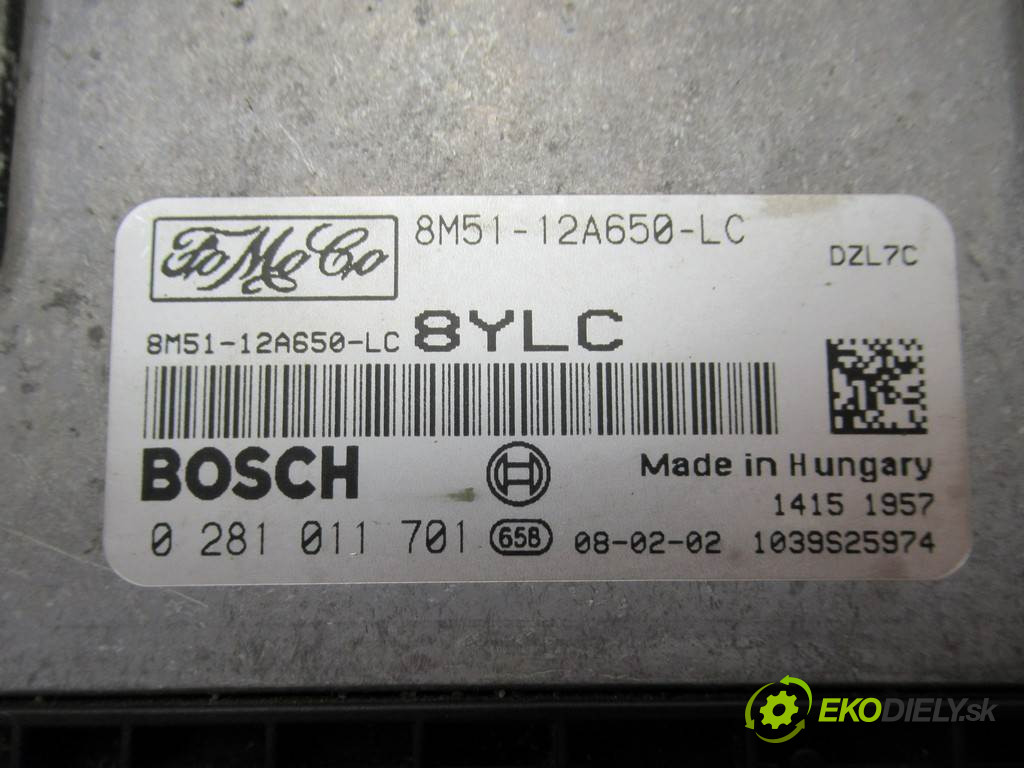 FoMoCo 8M51-12A650-LC
DZL7C
8M51-12A650-LC 8YLC
BOSCH
Made in Hungary
1415 1957
0 281 011 701 65B 08-02-02 1039S25974
EKODIELY.sk